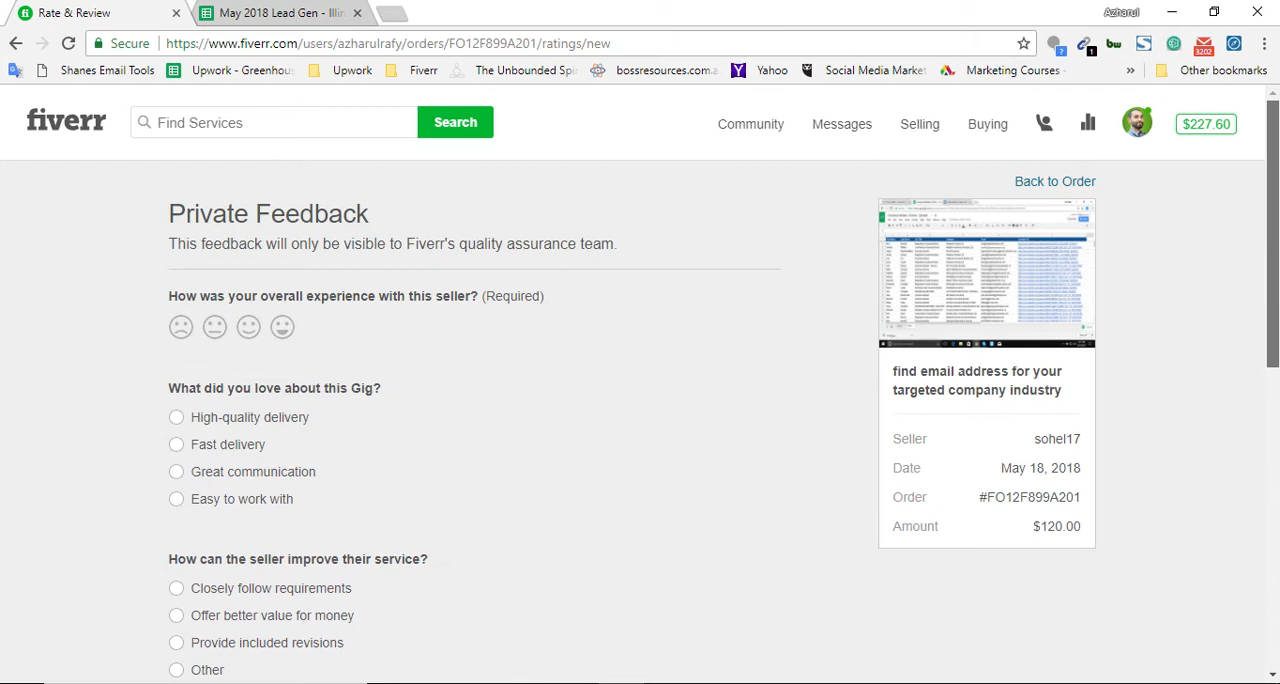 Rate & Review
May 2018 Lead Gen - Illin
Azharul
Secure
https://www.fiverr.com/users/azharulrafy/orders/FO12F899A201/ratings/new
7
1
bw
3202
Shanes Email Tools
Upwork - Greenhous
Upwork
Fiverr
The Unbounded Spir
bossresources.com.a
Yahoo
Social Media Market
Marketing Courses -
Other bookmarks
fiverr
Find Services
Search
Community
Messages
Selling
Buying
$227.60
Back to Order
Private Feedback
This feedback will only be visible to Fiverr's quality assurance team.
How was your overall experience with this seller? (Required)
What did you love about this Gig?
High-quality delivery
Fast delivery
Great communication
Easy to work with
How can the seller improve their service?
Closely follow requirements
Offer better value for money
Provide included revisions
Other
find email address for your
targeted company industry
Seller sohel17
Date May 18, 2018
Order #FO12F899A201
Amount $120.00